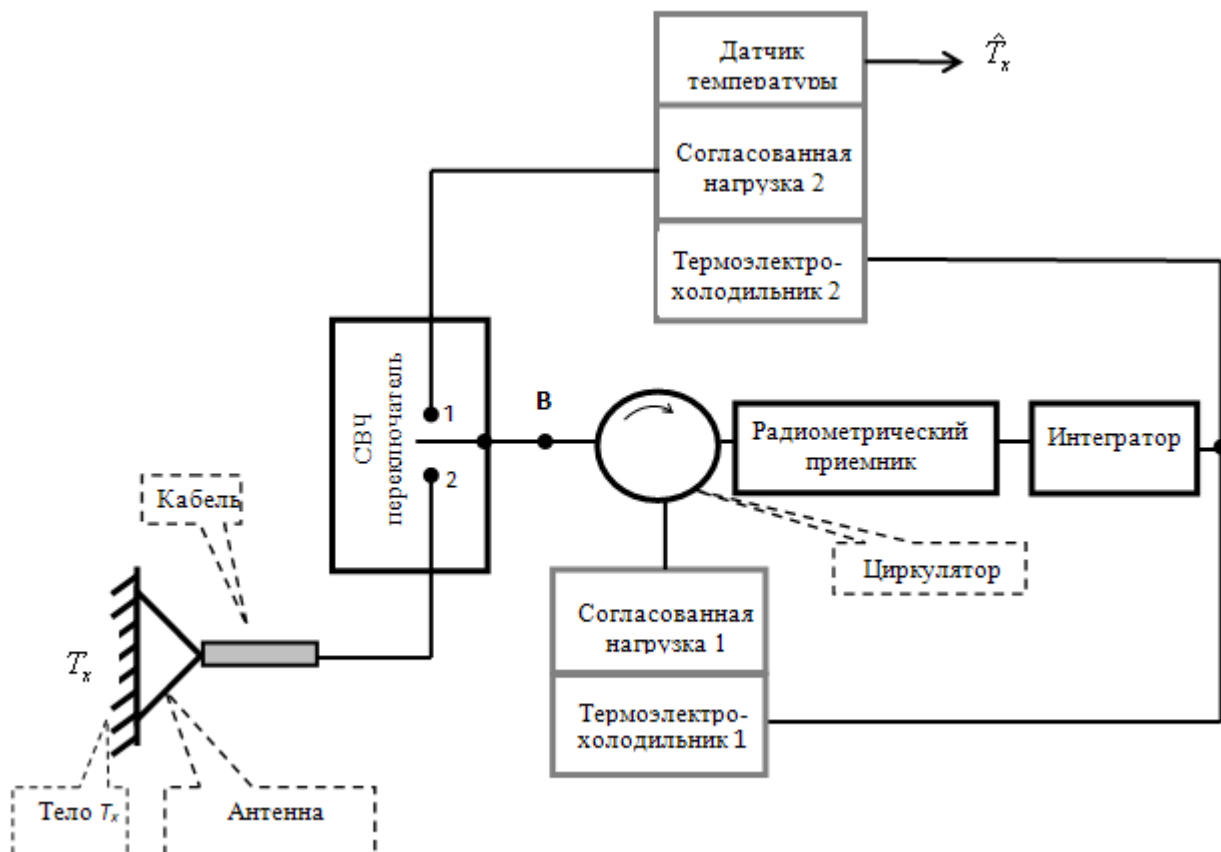 Датчик
температуры
T̂x
Согласованная
нагрузка 2
Термоэлектро-
холодильник 2
СВЧ
переключатель
1
2
В
Радиометрический
приемник
Интегратор
Кабель
Циркулятор
Согласованная
нагрузка 1
Tx
Термоэлектро-
холодильник 1
Тело Tx
Антенна